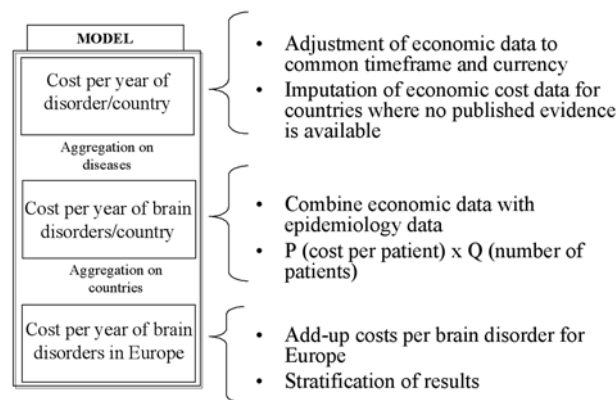 MODEL
Cost per year of
disorder/country
Aggregation on
diseases
Cost per year of brain
disorders/country
Aggregation on
countries
Cost per year of brain
disorders in Europe
• Adjustment of economic data to
common timeframe and currency
• Imputation of economic cost data for
countries where no published evidence
is available
• Combine economic data with
epidemiology data
• P (cost per patient) x Q (number of
patients)
• Add-up costs per brain disorder for
Europe
• Stratification of results